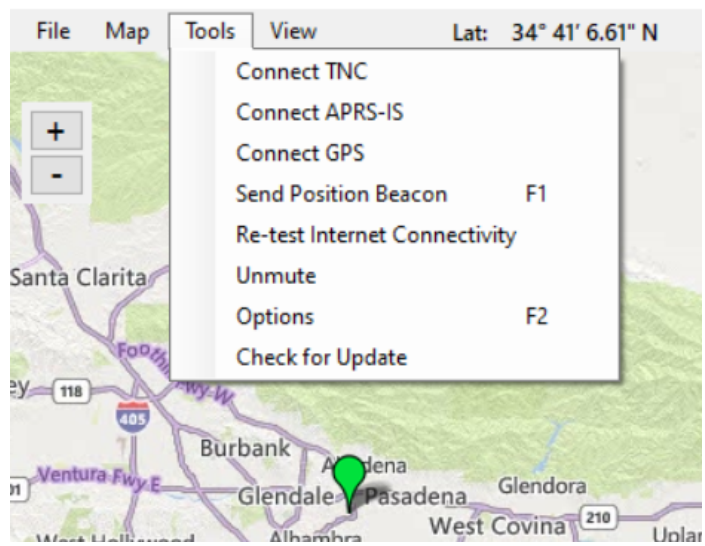 File Map Tools View Lat: 34° 41' 6.61" N
Connect TNC
Connect APRS-IS
Connect GPS
Send Position Beacon F1
Re-test Internet Connectivity
Unmute
Options F2
Check for Update
+
-
Santa Clarita
118
405
Burbank
Ventura Fwy E
Glendale
Pasadena
Glendora
West Covina
210
Alhambra
West Hollywood